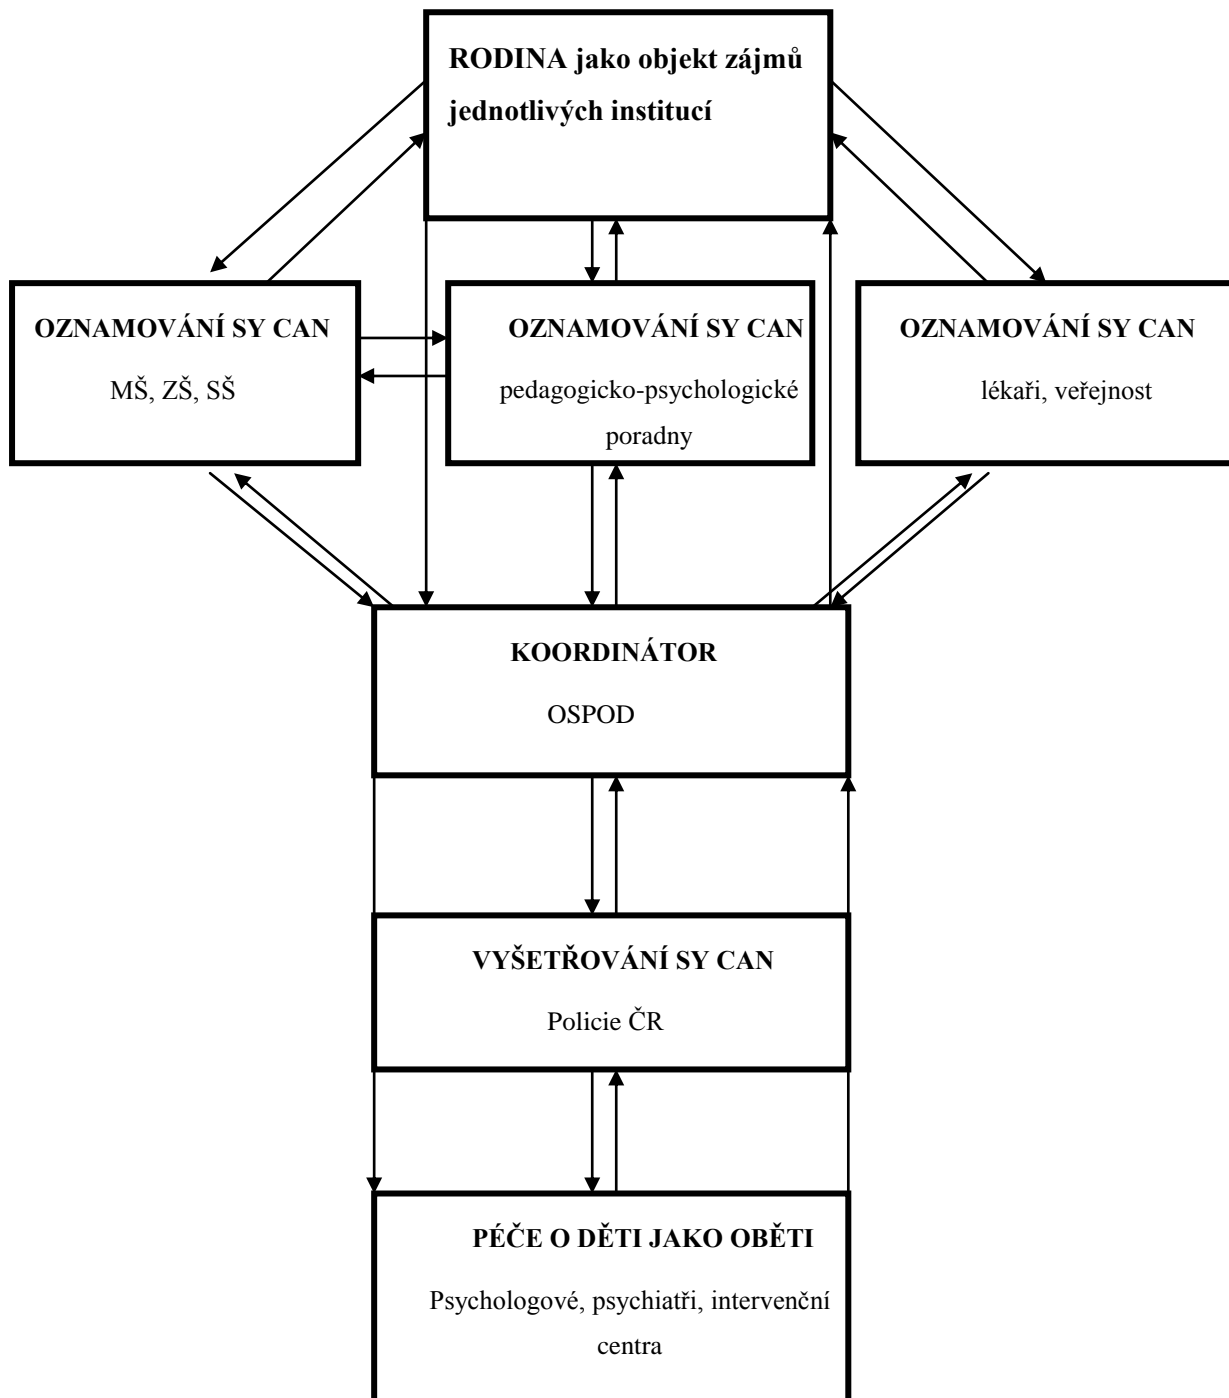 RODINA jako objekt zájmů
jednotlivých institucí
OZNAMOVÁNÍ SY CAN
MŠ, ZŠ, SŠ
OZNAMOVÁNÍ SY CAN
pedagogicko-psychologické
poradny
OZNAMOVÁNÍ SY CAN
lékaři, veřejnost
KOORDINÁTOR
OSPOD
VYŠETŘOVÁNÍ SY CAN
Policie ČR
PÉČE O DĚTI JAKO OBĚTI
Psychologové, psychiatři, intervenční
centra